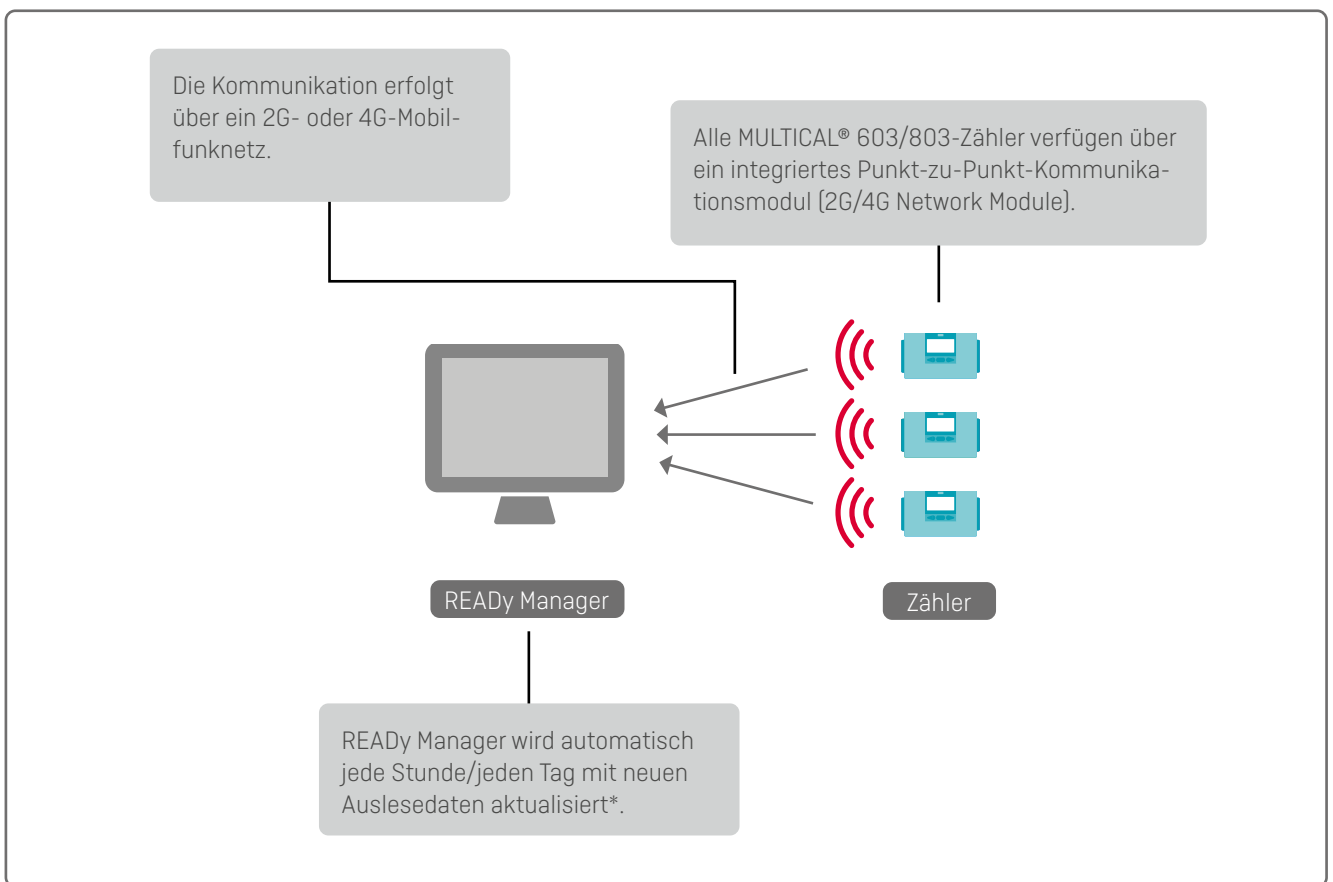 Die Kommunikation erfolgt
über ein 2G- oder 4G-Mobil-
funknetz.
Alle MULTICAL® 603/803-Zähler verfügen über
ein integriertes Punkt-zu-Punkt-Kommunika-
tionsmodul (2G/4G Network Module).
READy Manager
Zähler
READy Manager wird automatisch
jede Stunde/jeden Tag mit neuen
Auslesedaten aktualisiert*.